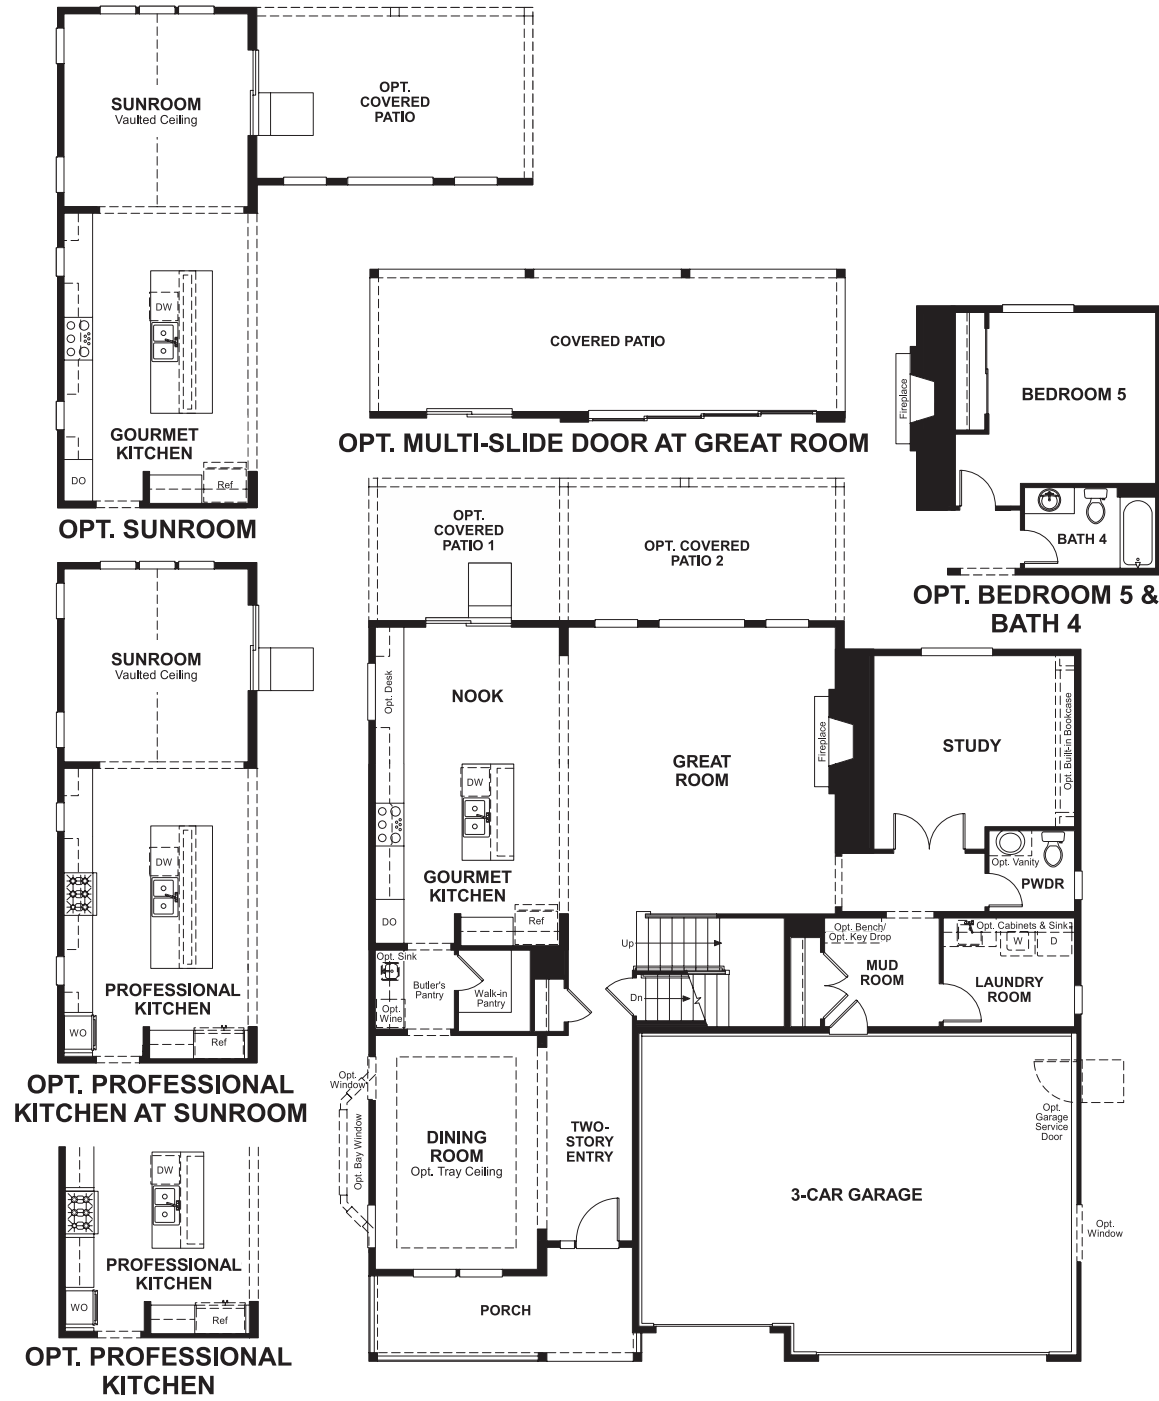 SUNROOM
Vaulted Ceiling
OPT.
COVERED
PATIO
DW
GOURMET
KITCHEN
DO
Ref
OPT. SUNROOM
COVERED PATIO
OPT. MULTI-SLIDE DOOR AT GREAT ROOM
Fireplace
BEDROOM 5
BATH 4
OPT. BEDROOM 5 &
BATH 4
SUNROOM
Vaulted Ceiling
DW
PROFESSIONAL
KITCHEN
WO
Ref
OPT. PROFESSIONAL
KITCHEN AT SUNROOM
DW
PROFESSIONAL
KITCHEN
WO
Ref
OPT. PROFESSIONAL
KITCHEN
OPT.
COVERED
PATIO 1
OPT. COVERED
PATIO 2
Opt. Desk
NOOK
GREAT
ROOM
Fireplace
STUDY
Opt. Built-in Bookcase
DW
GOURMET
KITCHEN
DO
Ref
Opt. Vanity
PWDR
Opt. Sink
Butler's
Pantry
Walk-in
Pantry
Opt.
Wine
Up
Dn
Opt. Bench/
Opt. Key Drop
MUD
ROOM
Opt. Cabinets & Sink
W
D
LAUNDRY
ROOM
Opt.
Window
Opt. Bay Window
DINING
ROOM
Opt. Tray Ceiling
TWO-
STORY
ENTRY
3-CAR GARAGE
Opt.
Garage
Service
Door
Opt.
Window
PORCH